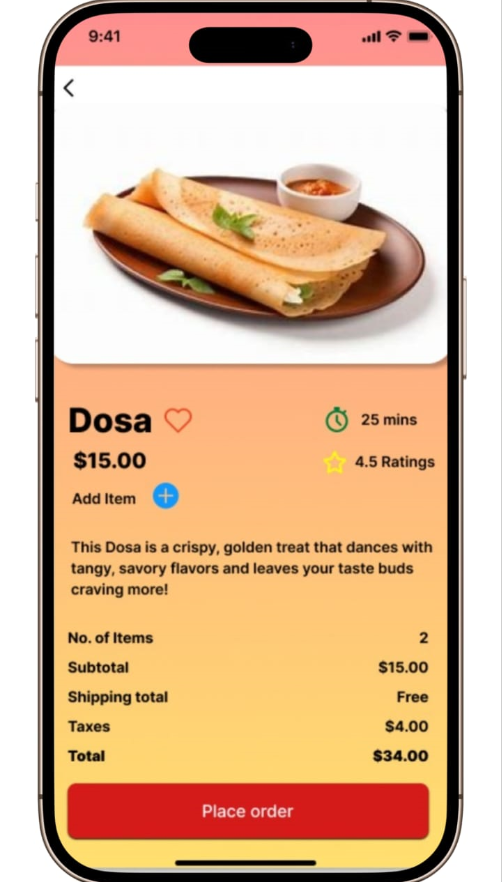 9:41
Dosa
25 mins
$15.00
4.5 Ratings
Add Item
This Dosa is a crispy, golden treat that dances with
tangy, savory flavors and leaves your taste buds
craving more!
No. of Items 2
Subtotal $15.00
Shipping total Free
Taxes $4.00
Total $34.00
Place order